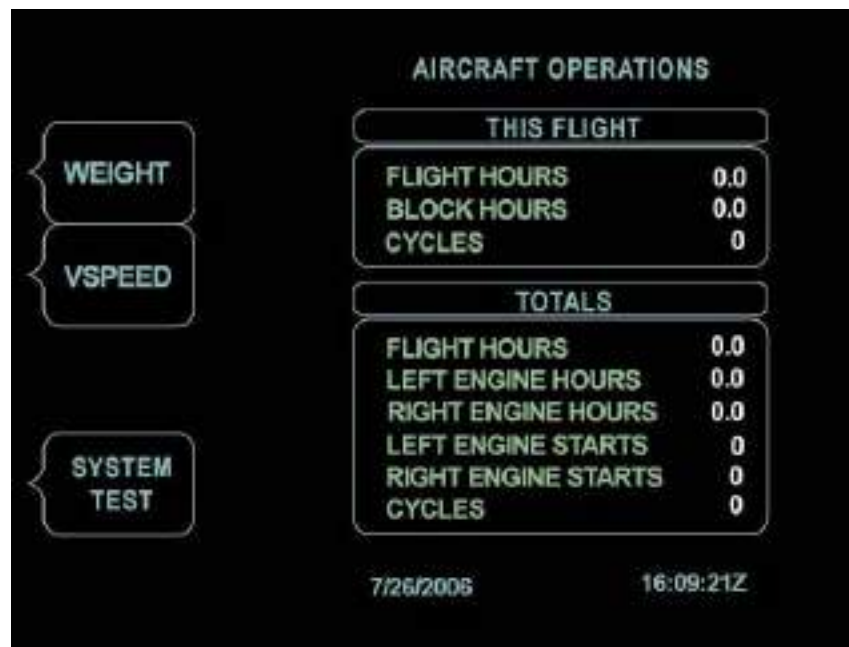 AIRCRAFT OPERATIONS
WEIGHT
VSPEED
SYSTEM
TEST
THIS FLIGHT
FLIGHT HOURS 0.0
BLOCK HOURS 0.0
CYCLES 0
TOTALS
FLIGHT HOURS 0.0
LEFT ENGINE HOURS 0.0
RIGHT ENGINE HOURS 0.0
LEFT ENGINE STARTS 0
RIGHT ENGINE STARTS 0
CYCLES 0
7/26/2006 16:09:21Z